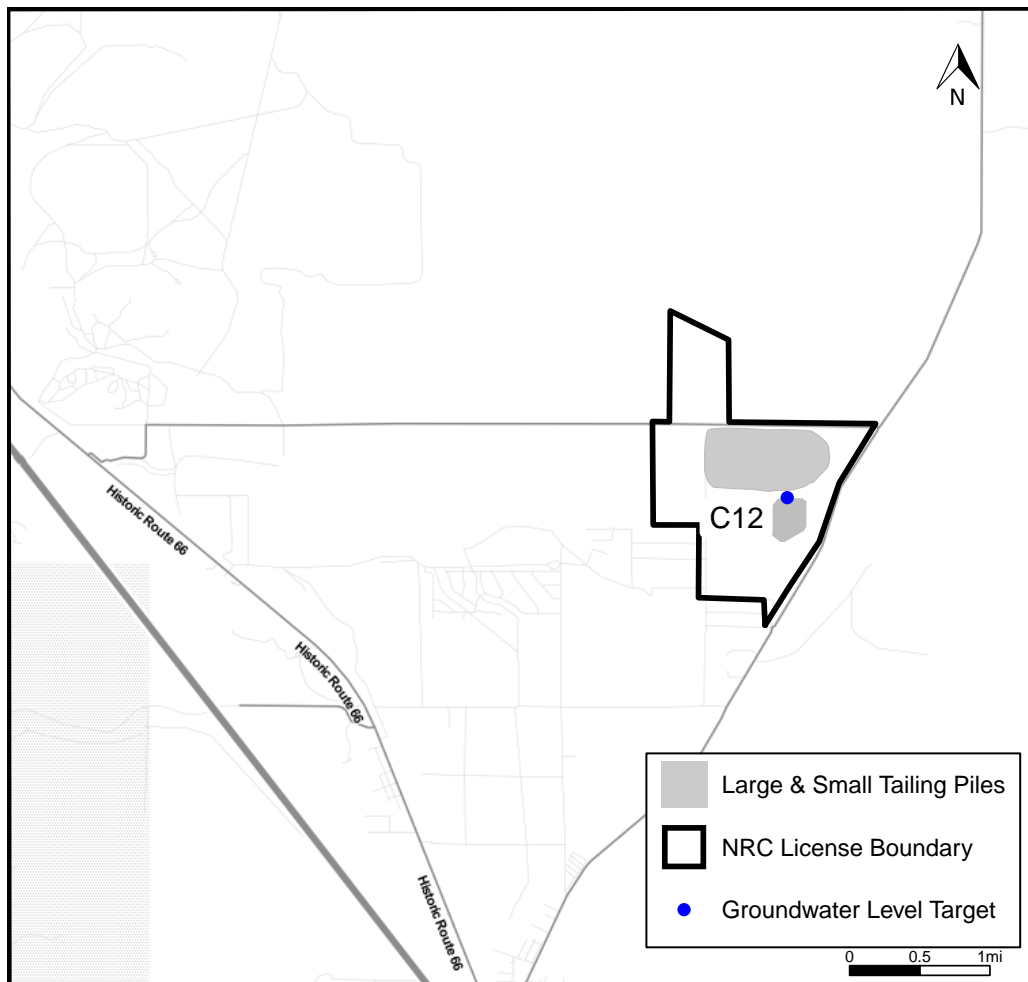 N
C12
Historic Route 66
Historic Route 66
Historic Route 66
Large & Small Tailing Piles
NRC License Boundary
Groundwater Level Target
0 0.5 1mi